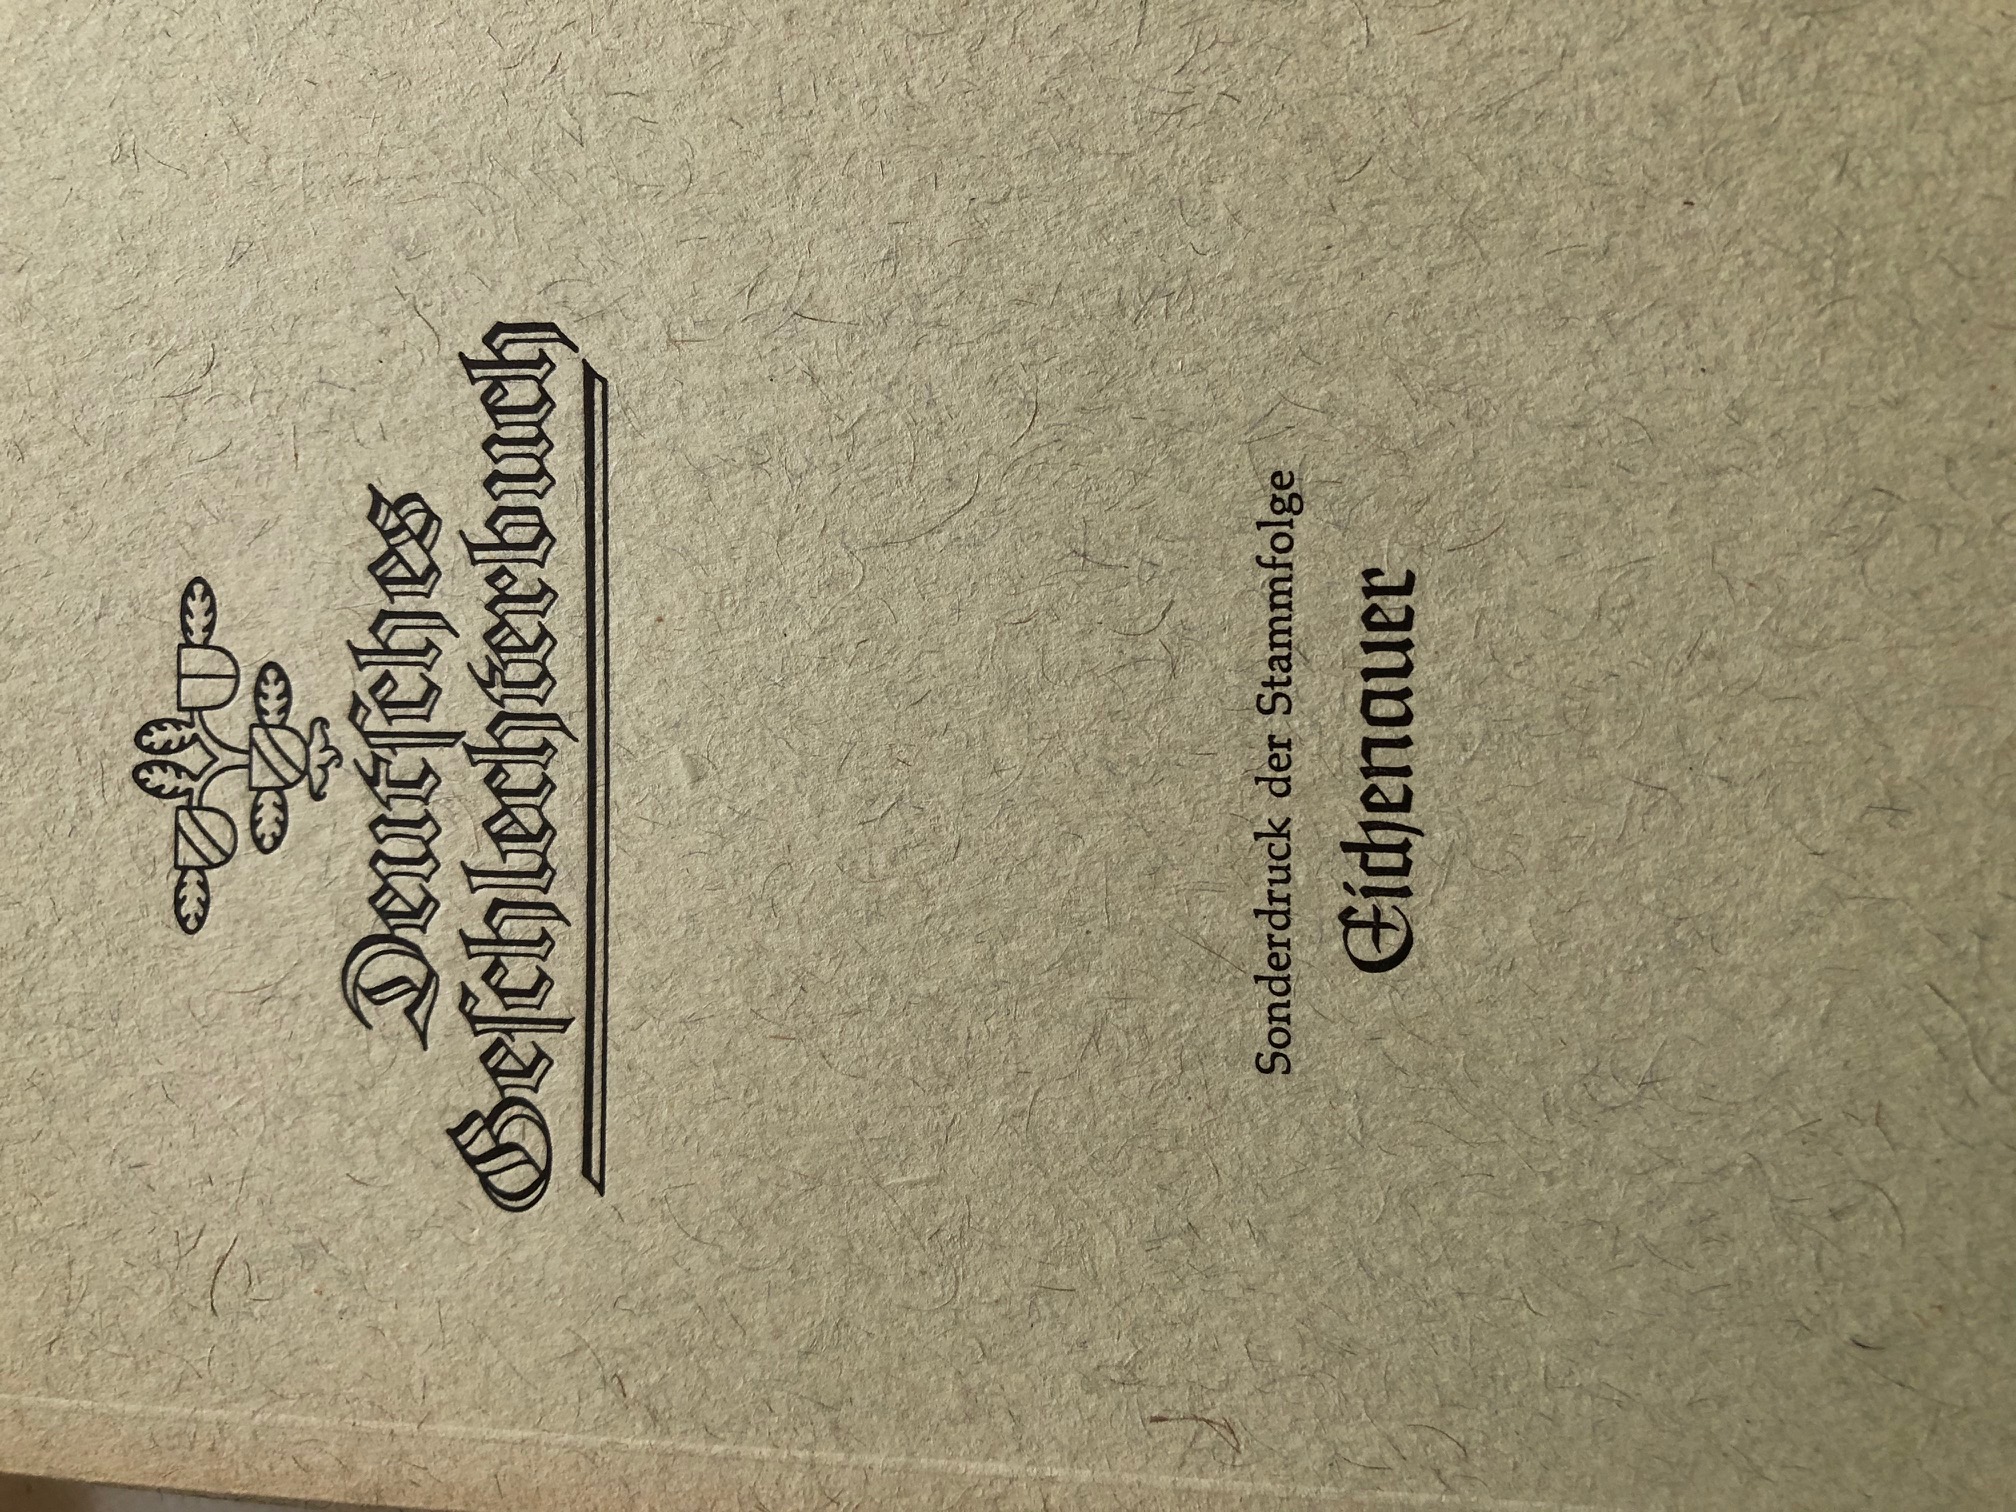 Deutſches
Geſchlechterbuch
Sonderdruck der Stammfolge
Eichenauer